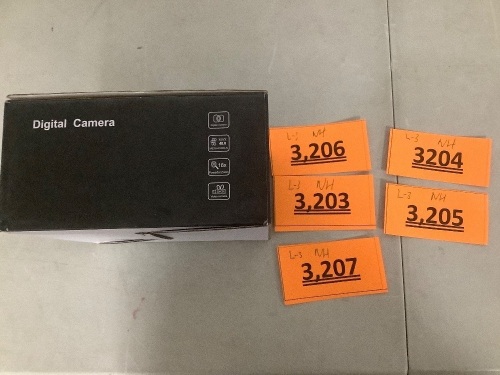 Digital Camera
10x
L-3 NH
3,206
L-3 NH
3204
L-3 NH
3,203
L-3 NH
3,205
L-3 NH
3,207